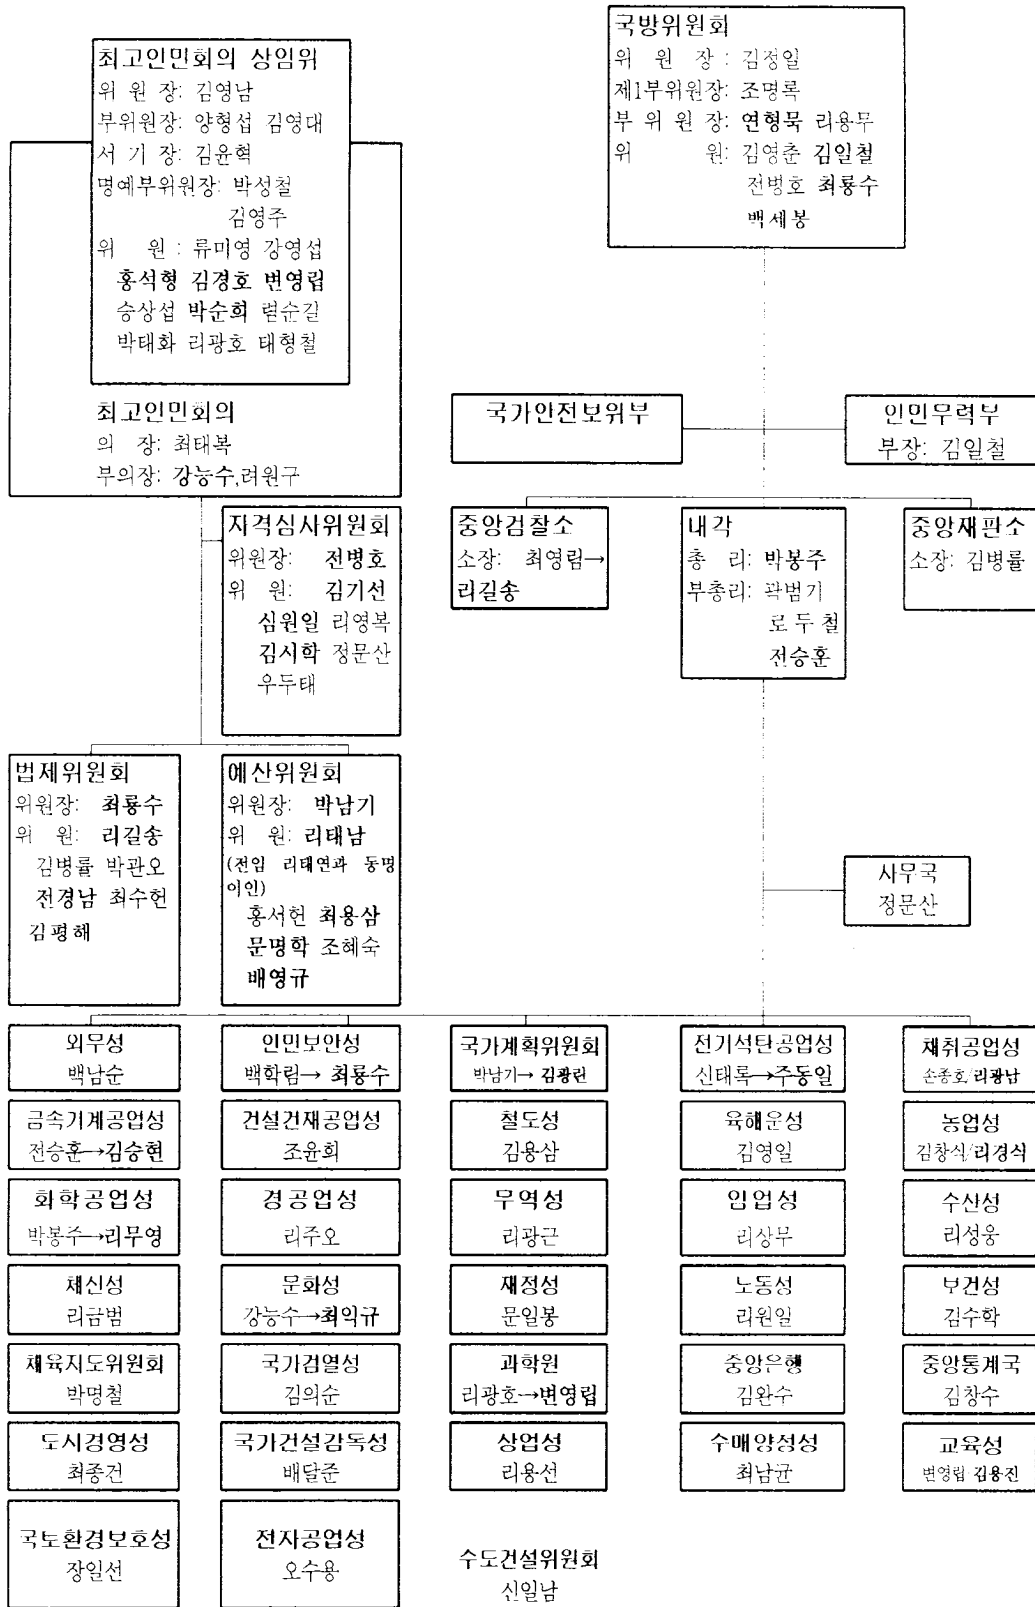 최고인민회의 상임위
위 원 장: 김영남
부위원장: 양형섭 김영대
서 기 장: 김윤혁
명예부위원장: 박성철
김영주
위 원 : 류미영 강영섭
홍석형 김경호 변영립
승상섭 박순희 렴순길
박태화 리광호 태형철
최고인민회의
의 장: 최태복
부의장: 강능수,려원구
국방위원회
위 원 장 : 김정일
제1부위원장: 조명록
부 위 원 장: 연형묵 리용무
위 원: 김영춘 김일철
전병호 최룡수
백세봉
국가안전보위부
인민무력부
부장: 김일철
자격심사위원회
위원장: 전병호
위 원: 김기선
심원일 리영복
김시학 정문산
우두태
중앙검찰소
소장: 최영림→
리길송
내각
총 리: 박봉주
부총리: 곽범기
로두철
전승훈
중앙재판소
소장: 김병률
법제위원회
위원장: 최룡수
위 원: 리길송
김병률 박관오
전경남 최수헌
김평해
예산위원회
위원장: 박남기
위 원: 리태남
(전임 리태연과 동명
이인)
홍서헌 최용삼
문명학 조혜숙
배영규
사무국
정문산
외무성
백남순
인민보안성
백학림→ 최룡수
국가계획위원회
박남기→ 김광린
전기석탄공업성
신태록→주동일
채취공업성
손종호/리광남
금속기계공업성
전승훈→김승현
건설건재공업성
조윤희
철도성
김용삼
육해운성
김영일
농업성
김창식/리경식
화학공업성
박봉주→리무영
경공업성
리주오
무역성
리광근
임업성
리상무
수산성
리성웅
체신성
리금범
문화성
강능수→최익규
재정성
문일봉
노동성
리원일
보건성
김수학
체육지도위원회
박명철
국가검열성
김의순
과학원
리광호→변영립
중앙은행
김완수
중앙통계국
김창수
도시경영성
최종건
국가건설감독성
배달준
상업성
리용선
수매양정성
최남균
교육성
변영립/김용진
국토환경보호성
장일선
전자공업성
오수용
수도건설위원회
신일남